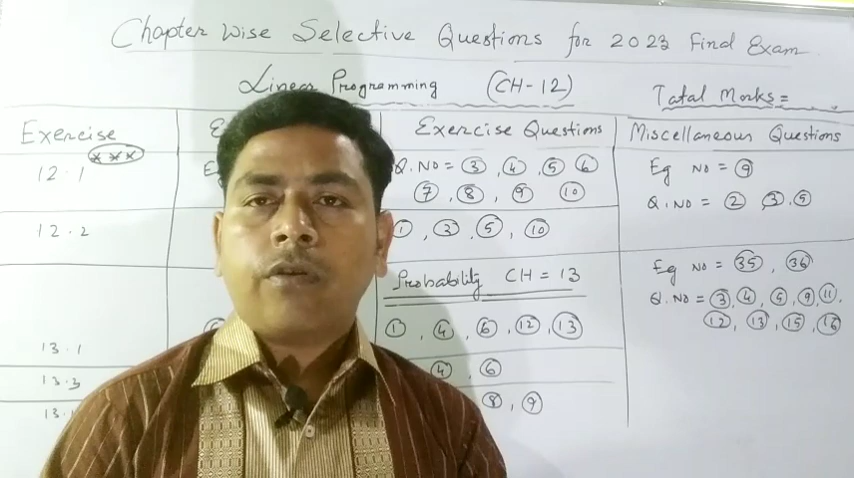 Chapter Wise Selective Questions for 2023 Final Exam
Linear Programming (CH-12)
Total Marks =
Exercise
E
Exercise Questions
Miscellaneous Questions
12.1 ***
Eg
Q.NO = 3, 4, 5, 6
7, 8, 9 10
Eg NO = 9
Q.NO = 2, 3, 5
12.2
1, 3, 5, 10
Probability CH = 13
Eg NO = 35, 36
Q.NO = 3, 4, 5, 9, 11,
12, 13, 15, 16
13.1
1, 4, 6, 12, 13
13.3
4, 6
13.
8, 9